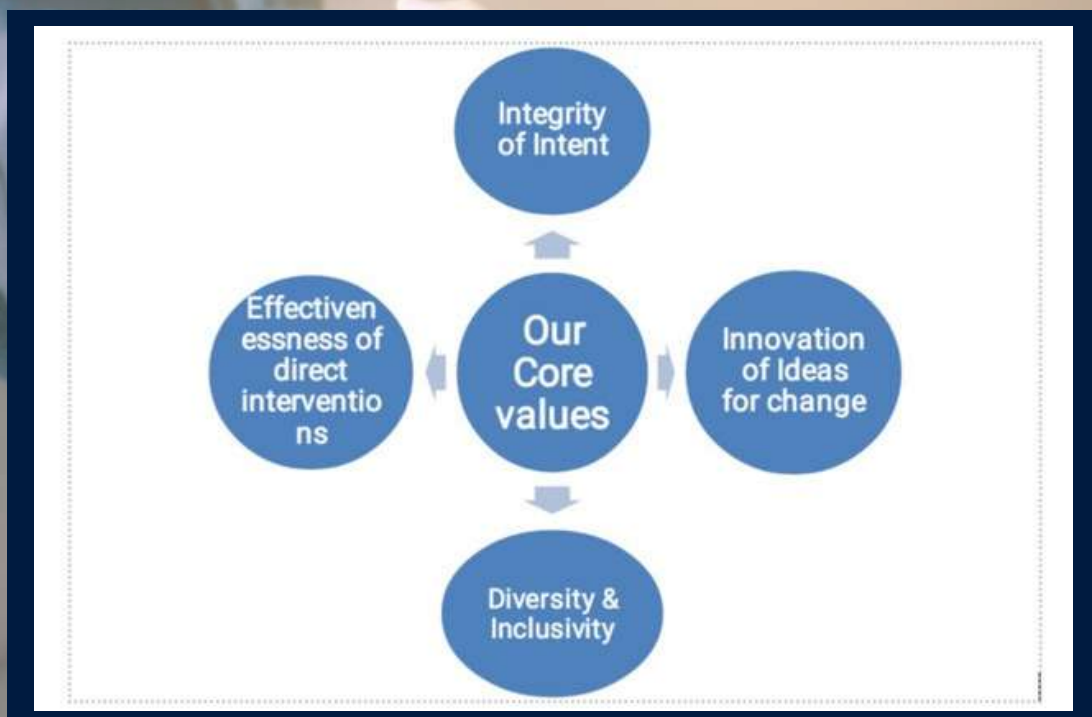 Integrity
of Intent
Effectiven
essness of
direct
interventio
ns
Our
Core
values
Innovation
of Ideas
for change
Diversity &
Inclusivity